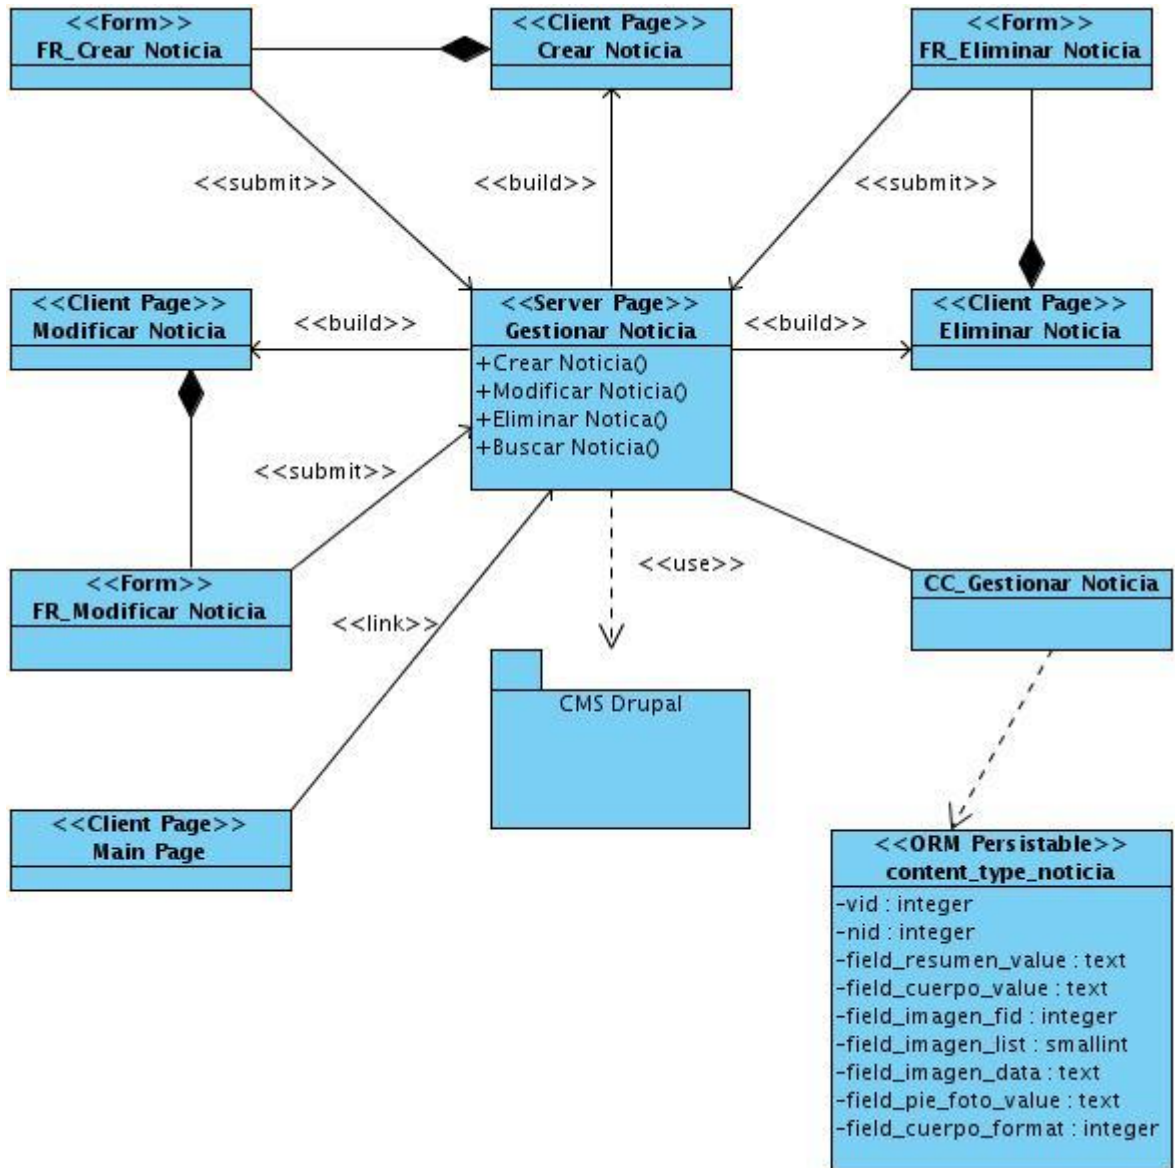 <<Form>>
FR_Crear Noticia
<<Client Page>>
Crear Noticia
<<Form>>
FR_Eliminar Noticia
<<submit>>
<<build>>
<<submit>>
<<Client Page>>
Modificar Noticia
<<build>>
<<Server Page>>
Gestionar Noticia
+Crear Noticia()
+Modificar Noticia()
+Eliminar Notica()
+Buscar Noticia()
<<build>>
<<Client Page>>
Eliminar Noticia
<<submit>>
<<Form>>
FR_Modificar Noticia
<<use>>
CC_Gestionar Noticia
<<link>>
CMS Drupal
<<Client Page>>
Main Page
<<ORM Persistable>>
content_type_noticia
-vid : integer
-nid : integer
-field_resumen_value : text
-field_cuerpo_value : text
-field_imagen_fid : integer
-field_imagen_list : smallint
-field_imagen_data : text
-field_pie_foto_value : text
-field_cuerpo_format : integer